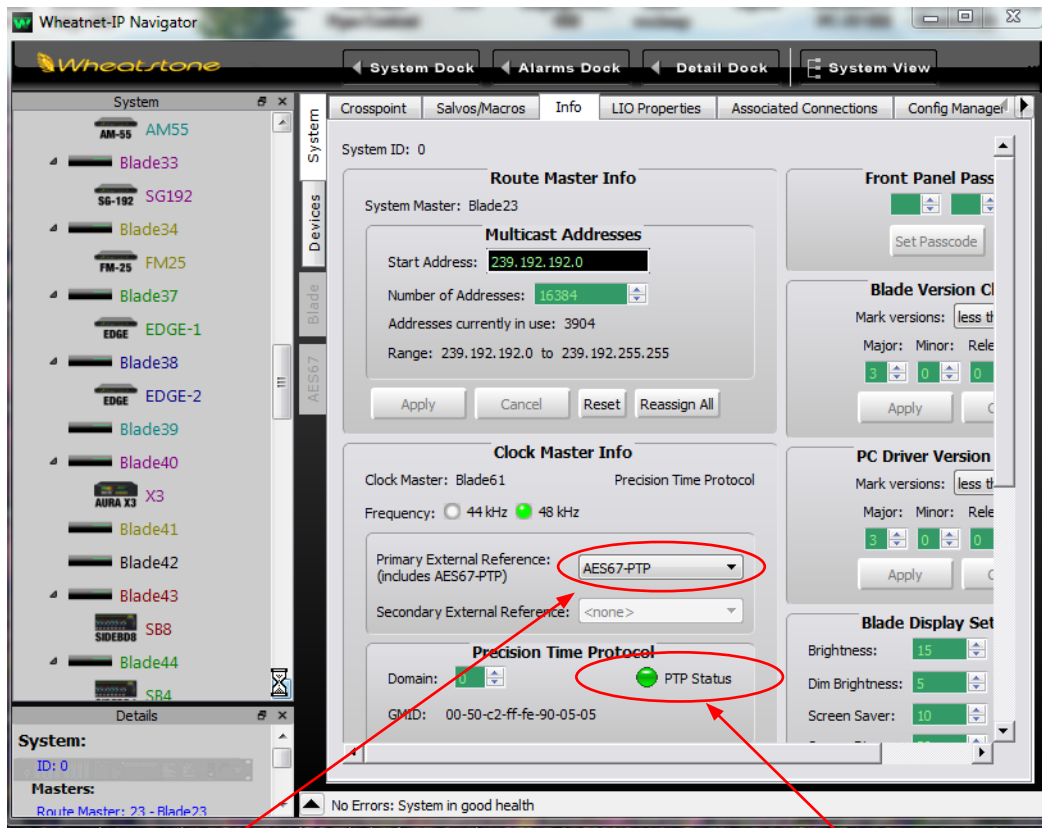 Wheatnet-IP Navigator
Wheatstone
System Dock
Alarms Dock
Detail Dock
System View
System
AM-55 AM55
Blade33
SG-192 SG192
Blade34
FM-25 FM25
Blade37
EDGE EDGE-1
Blade38
EDGE EDGE-2
Blade39
Blade40
AURA X3 X3
Blade41
Blade42
Blade43
SIDEBD8 SB8
Blade44
SB4
Details
System:
ID: 0
Masters:
Route Master: 23 - Blade23
System
Devices
Blade
AES67
Crosspoint
Salvos/Macros
Info
LIO Properties
Associated Connections
Config Manager
System ID: 0
Route Master Info
System Master: Blade23
Multicast Addresses
Start Address: 239.192.192.0
Number of Addresses: 16384
Addresses currently in use: 3904
Range: 239.192.192.0 to 239.192.255.255
Apply
Cancel
Reset
Reassign All
Clock Master Info
Clock Master: Blade61
Precision Time Protocol
Frequency: 44 kHz 48 kHz
Primary External Reference:
(includes AES67-PTP)
AES67-PTP
Secondary External Reference: <none>
Precision Time Protocol
Domain: 0
PTP Status
GMID: 00-50-c2-ff-fe-90-05-05
Front Panel Pass
Set Passcode
Blade Version C
Mark versions: less th
Major: Minor: Rele
3 0 0
Apply
C
PC Driver Version
Mark versions: less th
Major: Minor: Rele
3 0 0
Apply
C
Blade Display Set
Brightness: 15
Dim Brightness: 5
Screen Saver: 10
No Errors: System in good health